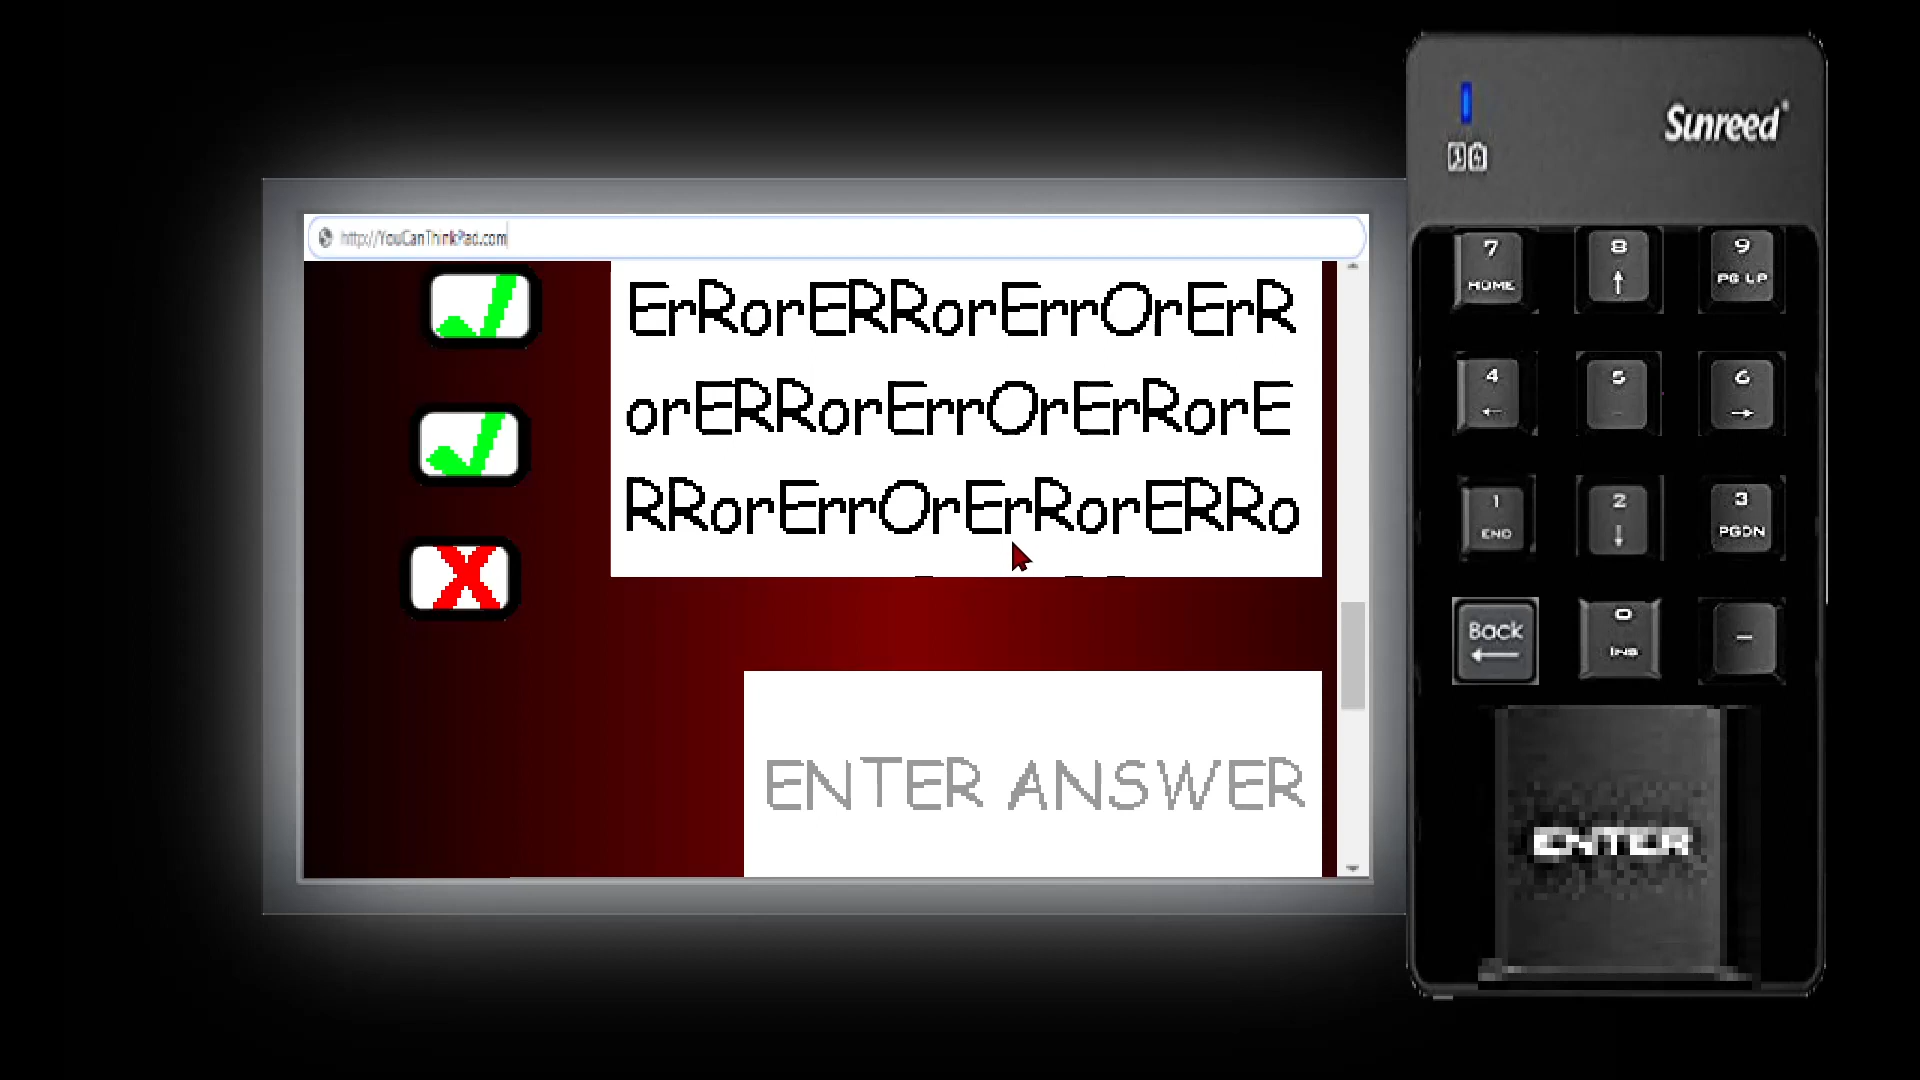 http://YouCanThinkPad.com
ErRorERRorErrOrErR
orERRorErrOrErRorE
RRorErrOrErRorERRo
ENTER ANSWER
Sunreed
7 8 9
HOME PG UP
4 5 6
1 2 3
END PGDN
Back 0 -
INS
ENTER